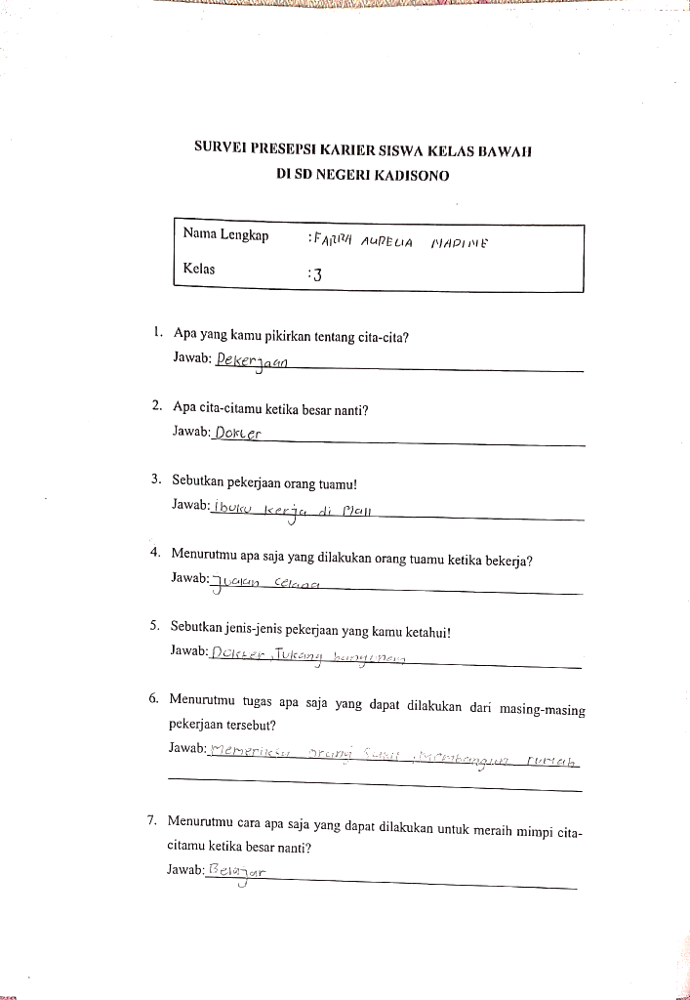 SURVEI PRESEPSI KARIER SISWA KELAS BAWAH
DI SD NEGERI KADISONO
Nama Lengkap : FARRA AURELIA MADINE
Kelas : 3
1. Apa yang kamu pikirkan tentang cita-cita?
Jawab: Pekerjaan
2. Apa cita-citamu ketika besar nanti?
Jawab: Dokter
3. Sebutkan pekerjaan orang tuamu!
Jawab: ibuku kerja di Mall
4. Menurutmu apa saja yang dilakukan orang tuamu ketika bekerja?
Jawab: Jualan celana
5. Sebutkan jenis-jenis pekerjaan yang kamu ketahui!
Jawab: Dokter, Tukang bangunan
6. Menurutmu tugas apa saja yang dapat dilakukan dari masing-masing
pekerjaan tersebut?
Jawab: Memeriksa orang sakit, Membangun rumah
7. Menurutmu cara apa saja yang dapat dilakukan untuk meraih mimpi cita-
citamu ketika besar nanti?
Jawab: Belajar